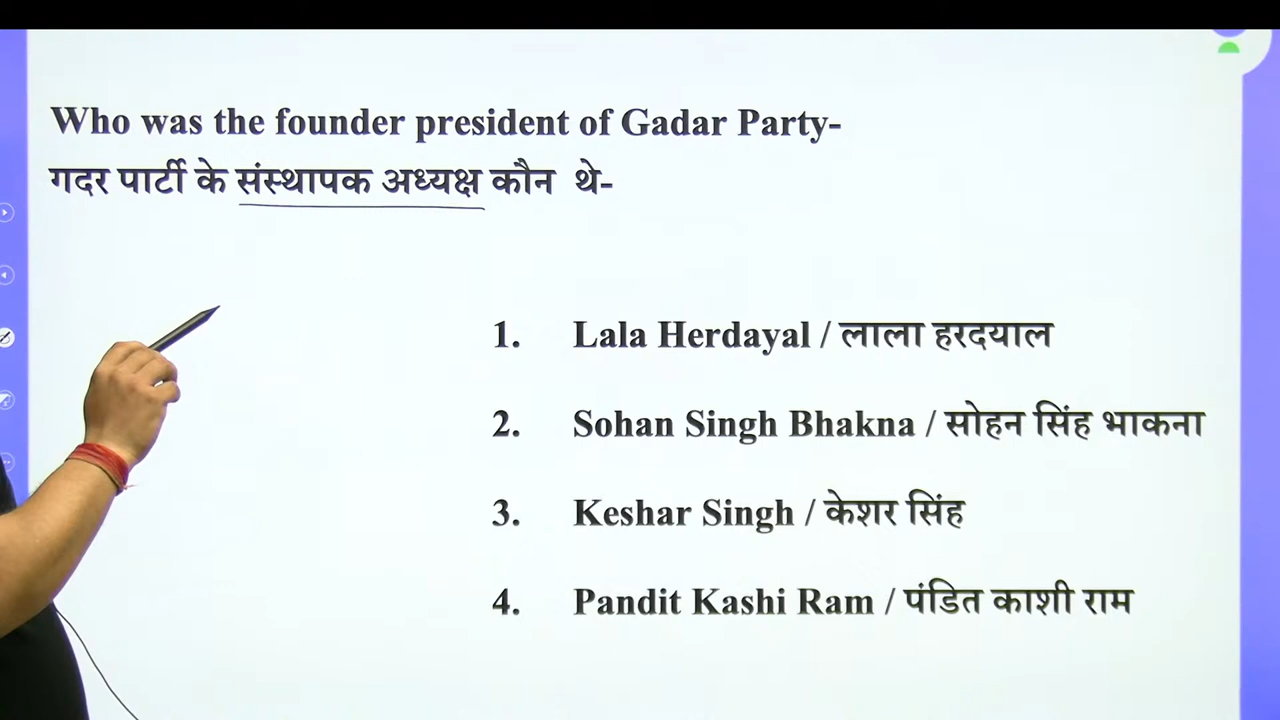 Who was the founder president of Gadar Party-
गदर पार्टी के संस्थापक अध्यक्ष कौन थे-
1. Lala Herdayal / लाला हरदयाल
2. Sohan Singh Bhakna / सोहन सिंह भाकना
3. Keshar Singh / केशर सिंह
4. Pandit Kashi Ram / पंडित काशी राम